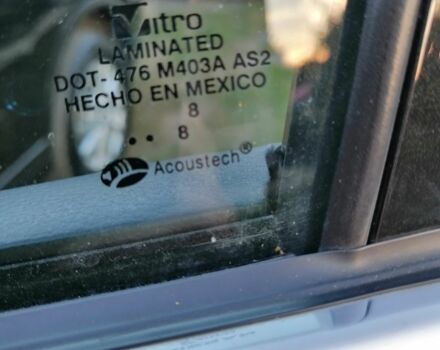 Vitro
LAMINATED
DOT- 476 M403A AS2
HECHO EN MEXICO
8
.. 8
Acoustech®